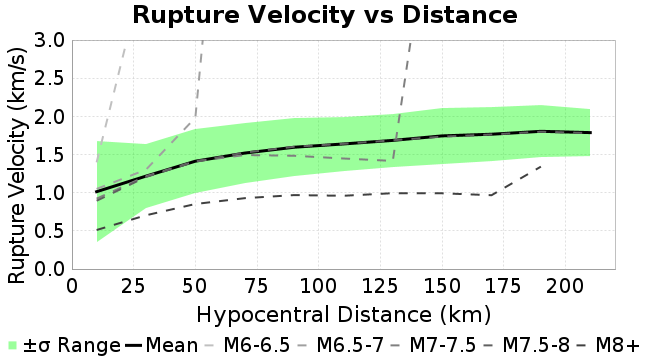 Rupture Velocity vs Distance
Rupture Velocity (km/s)
3.0
2.5
2.0
1.5
1.0
0.5
0.0
0 25 50 75 100 125 150 175 200
Hypocentral Distance (km)
±σ Range Mean M6-6.5 M6.5-7 M7-7.5 M7.5-8 M8+